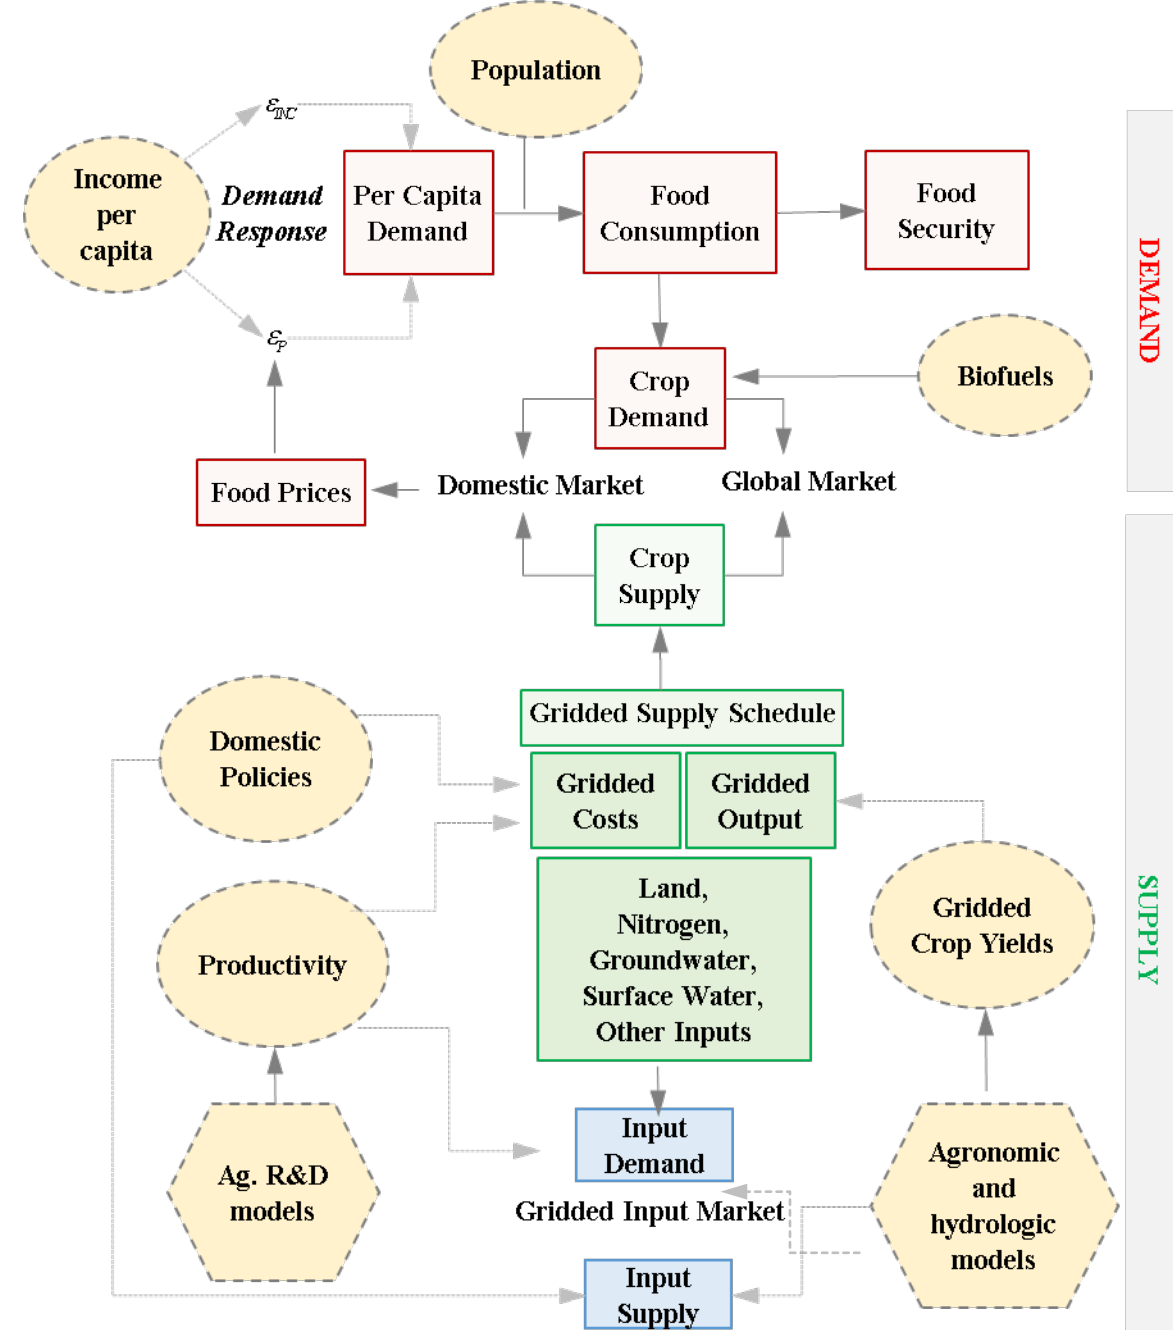 Population
ε_INC
Income
per
capita
Demand
Response
Per Capita
Demand
Food
Consumption
Food
Security
DEMAND
ε_P
Crop
Demand
Biofuels
Food Prices
Domestic Market
Global Market
Crop
Supply
Gridded Supply Schedule
Domestic
Policies
Gridded
Costs
Gridded
Output
SUPPLY
Land,
Nitrogen,
Groundwater,
Surface Water,
Other Inputs
Gridded
Crop Yields
Productivity
Input
Demand
Ag. R&D
models
Agronomic
and
hydrologic
models
Gridded Input Market
Input
Supply